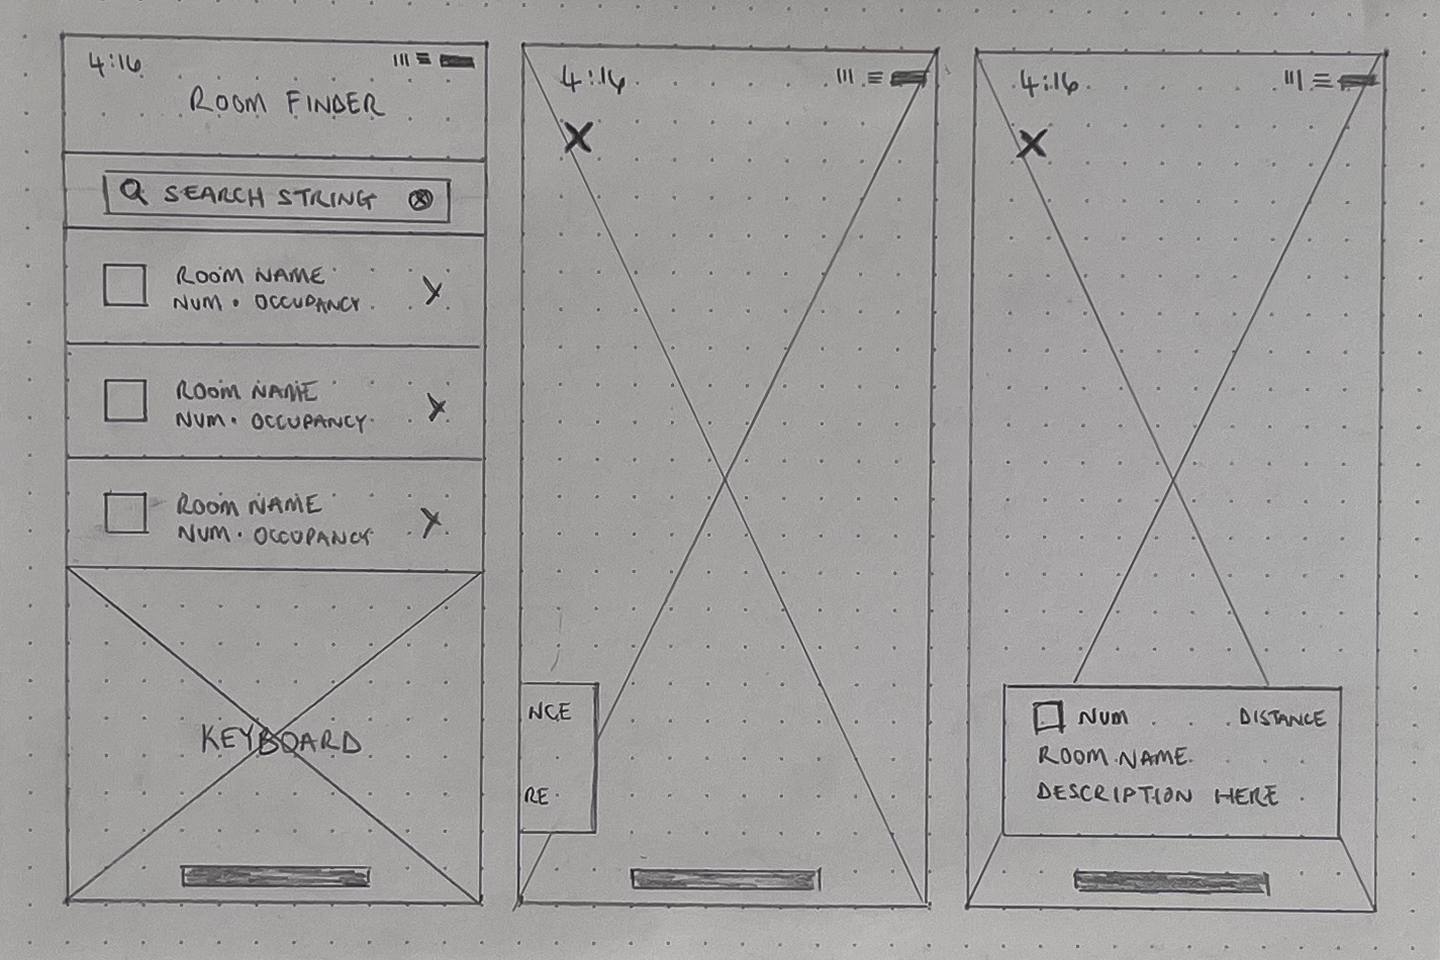 4:16
ROOM FINDER
SEARCH STRING
ROOM NAME
NUM · OCCUPANCY
ROOM NAME
NUM · OCCUPANCY
ROOM NAME
NUM · OCCUPANCY
KEYBOARD
4:16
NCE
RE
4:16
NUM DISTANCE
ROOM NAME
DESCRIPTION HERE